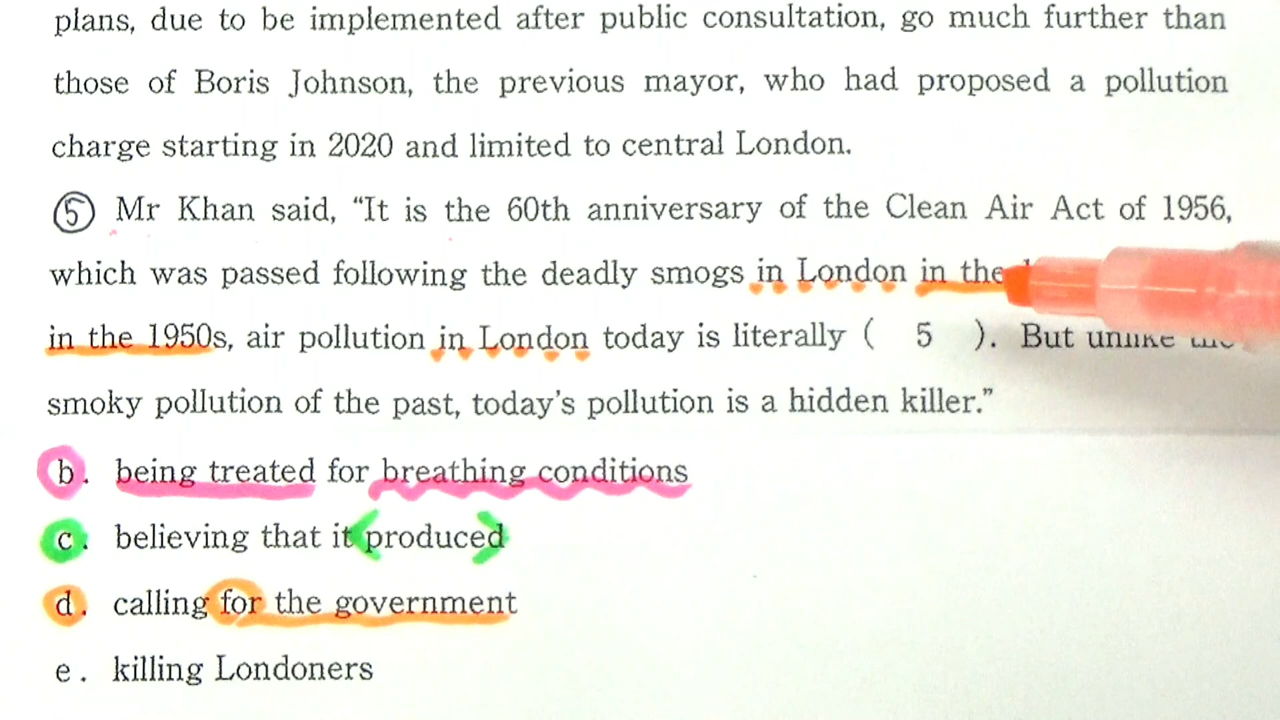 plans, due to be implemented after public consultation, go much further than
those of Boris Johnson, the previous mayor, who had proposed a pollution
charge starting in 2020 and limited to central London.
⑤ Mr Khan said, “It is the 60th anniversary of the Clean Air Act of 1956,
which was passed following the deadly smogs in London in the
in the 1950s, air pollution in London today is literally ( 5 ). But unlike the
smoky pollution of the past, today’s pollution is a hidden killer.”
b. being treated for breathing conditions
c. believing that it produced
d. calling for the government
e. killing Londoners